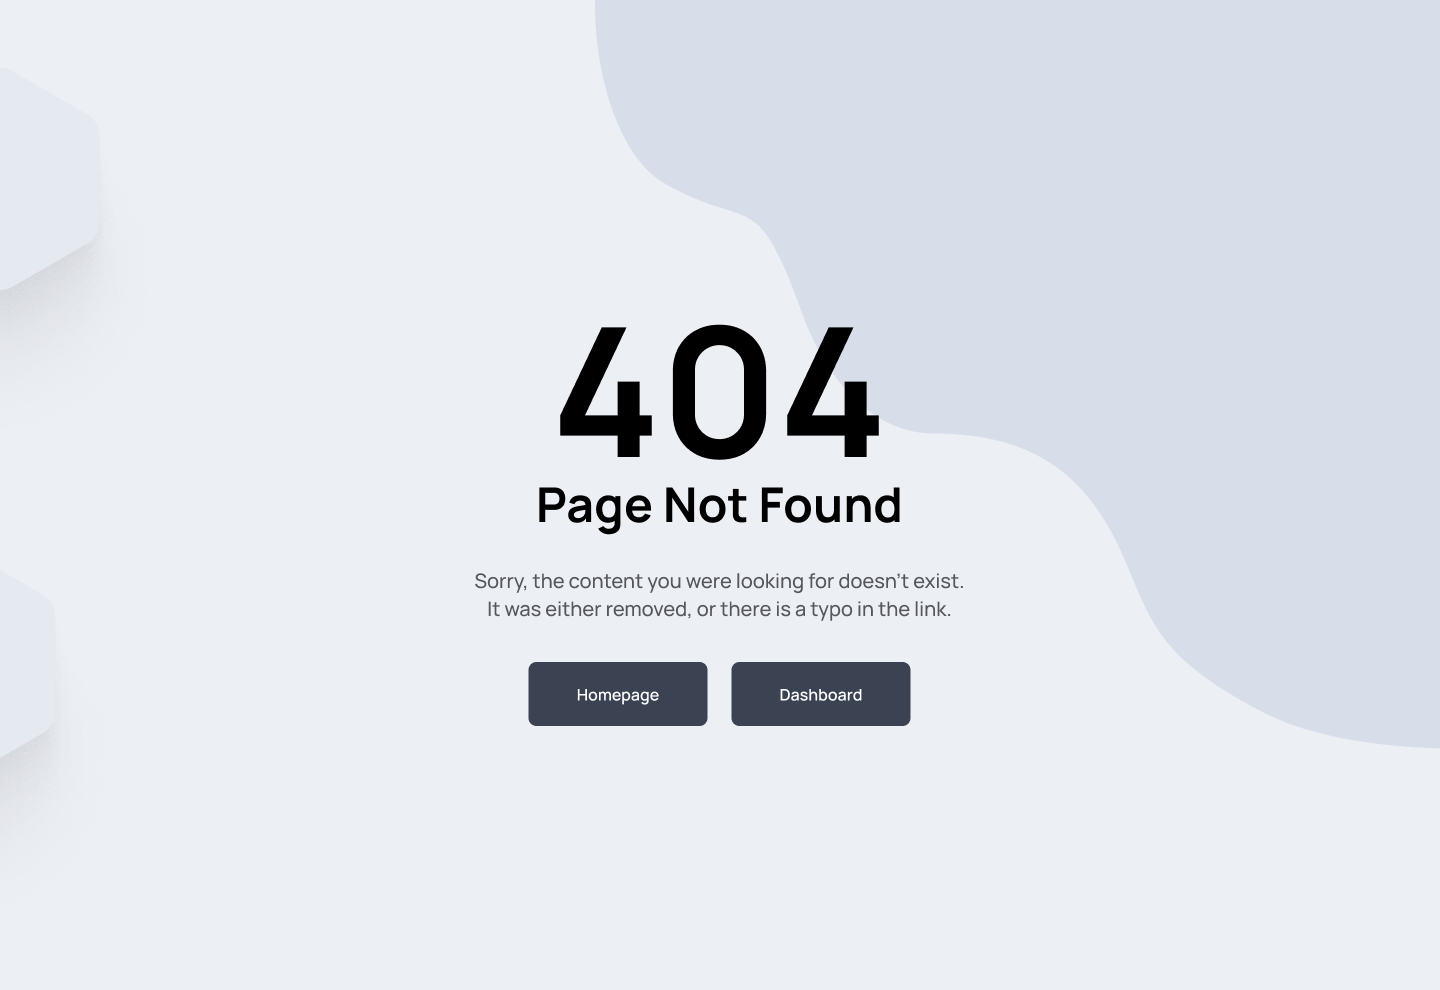 404
Page Not Found
Sorry, the content you were looking for doesn’t exist.
It was either removed, or there is a typo in the link.
Homepage
Dashboard